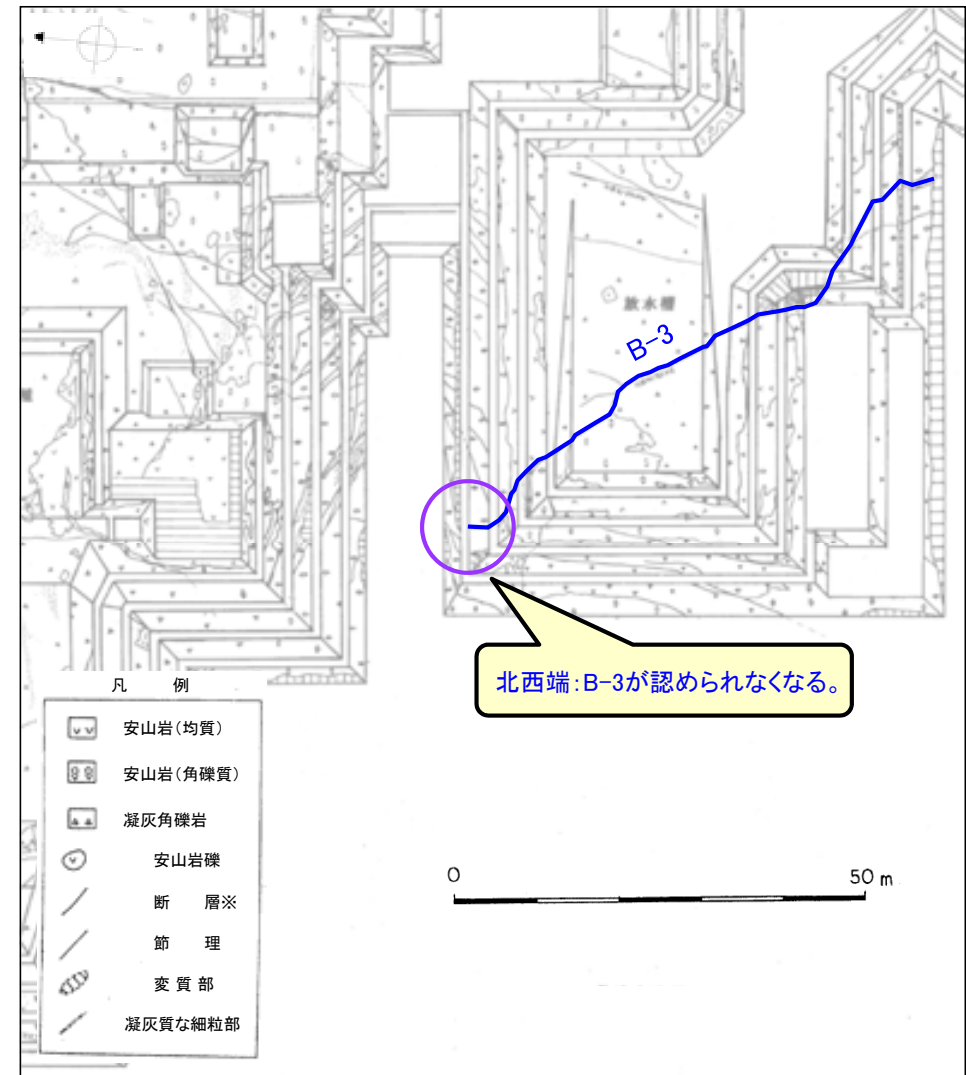 放水槽
B-3
北西端：B-3が認められなくなる。
凡　例
安山岩（均質）
安山岩（角礫質）
凝灰角礫岩
安山岩礫
断　層※
節　理
変質部
凝灰質な細粒部
0　50 m